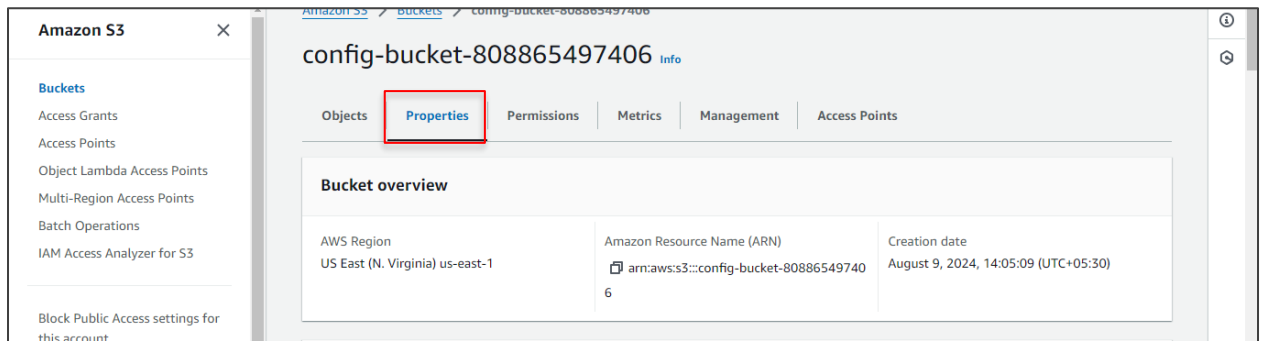 Amazon S3
Buckets
Access Grants
Access Points
Object Lambda Access Points
Multi-Region Access Points
Batch Operations
IAM Access Analyzer for S3
Block Public Access settings for
this account
Amazon S3 > Buckets > config-bucket-808865497406
config-bucket-808865497406 Info
Objects Properties Permissions Metrics Management Access Points
Bucket overview
AWS Region
US East (N. Virginia) us-east-1
Amazon Resource Name (ARN)
arn:aws:s3:::config-bucket-80886549740
6
Creation date
August 9, 2024, 14:05:09 (UTC+05:30)